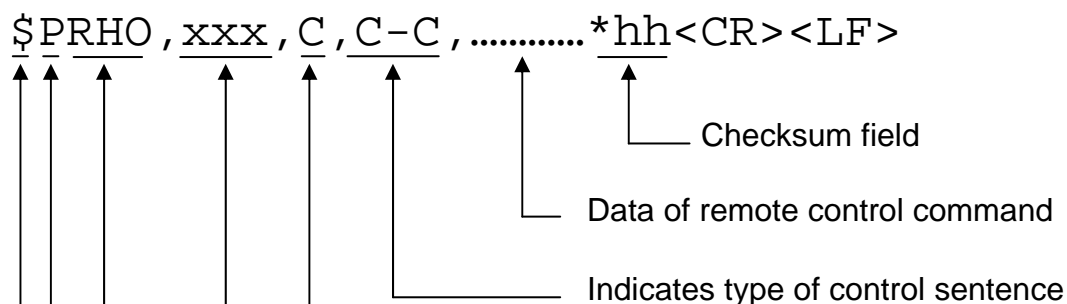 $PRHO,xxx,C,C-C,............*hh<CR><LF>
Checksum field
Data of remote control command
Indicates type of control sentence